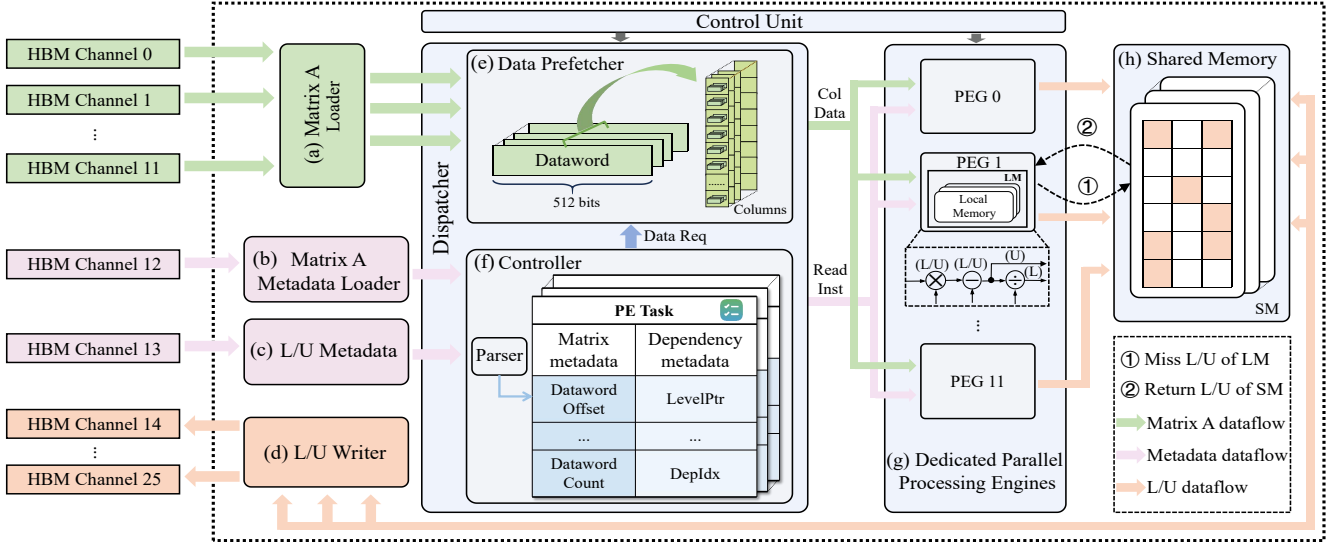 Control Unit
HBM Channel 0
HBM Channel 1
⋮
HBM Channel 11
HBM Channel 12
HBM Channel 13
HBM Channel 14
⋮
HBM Channel 25
(a) Matrix A
Loader
(b) Matrix A
Metadata Loader
(c) L/U Metadata
(d) L/U Writer
Dispatcher
(e) Data Prefetcher
Dataword
512 bits
......
Columns
Data Req
(f) Controller
Parser
PE Task
Matrix
metadata
Dependency
metadata
Dataword
Offset
LevelPtr
...
...
Dataword
Count
DepIdx
Col
Data
Read
Inst
PEG 0
PEG 1
LM
Local
Memory
(L/U)
(L/U)
(U)
(L)
⋮
PEG 11
(g) Dedicated Parallel
Processing Engines
②
①
(h) Shared Memory
SM
① Miss L/U of LM
② Return L/U of SM
Matrix A dataflow
Metadata dataflow
L/U dataflow